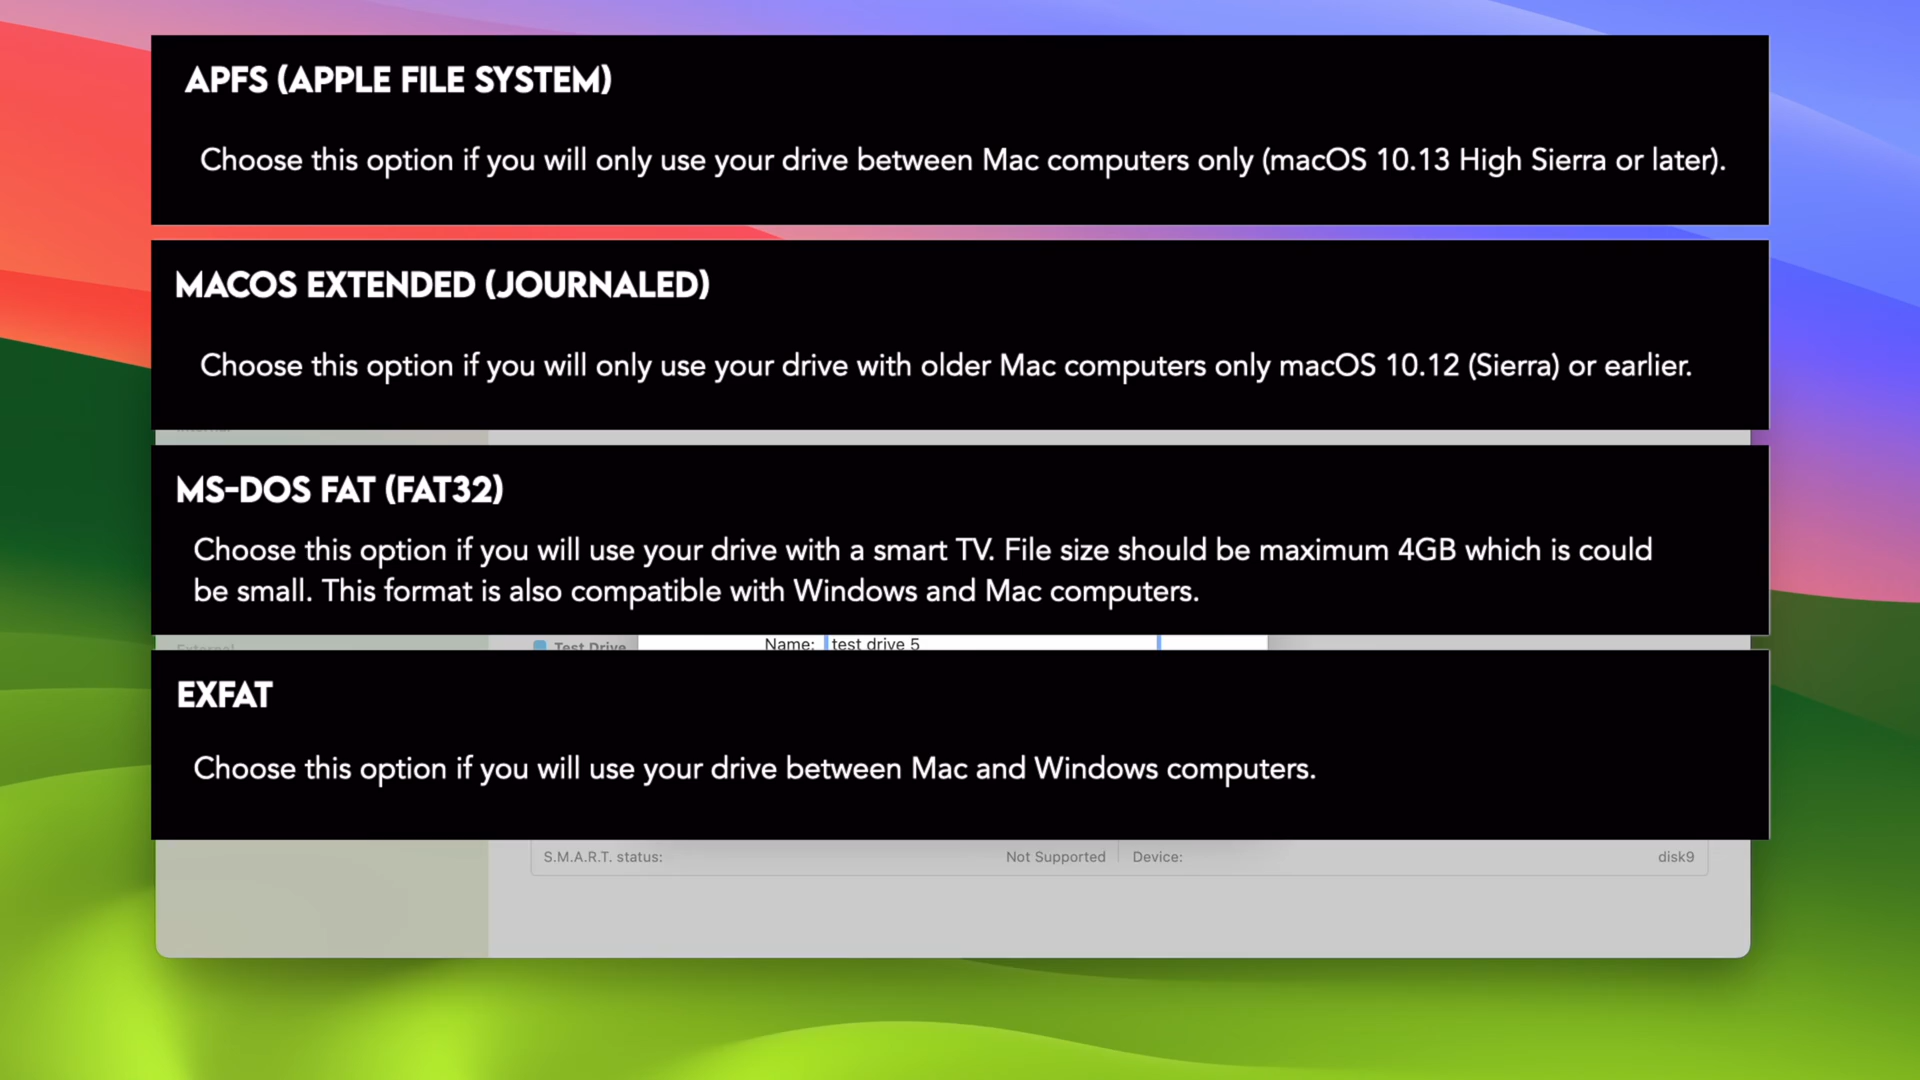 APFS (APPLE FILE SYSTEM)
Choose this option if you will only use your drive between Mac computers only (macOS 10.13 High Sierra or later).
MACOS EXTENDED (JOURNALED)
Choose this option if you will only use your drive with older Mac computers only macOS 10.12 (Sierra) or earlier.
MS-DOS FAT (FAT32)
Choose this option if you will use your drive with a smart TV. File size should be maximum 4GB which is could
be small. This format is also compatible with Windows and Mac computers.
External
Test Drive
Name: test drive 5
EXFAT
Choose this option if you will use your drive between Mac and Windows computers.
S.M.A.R.T. status: Not Supported Device: disk9